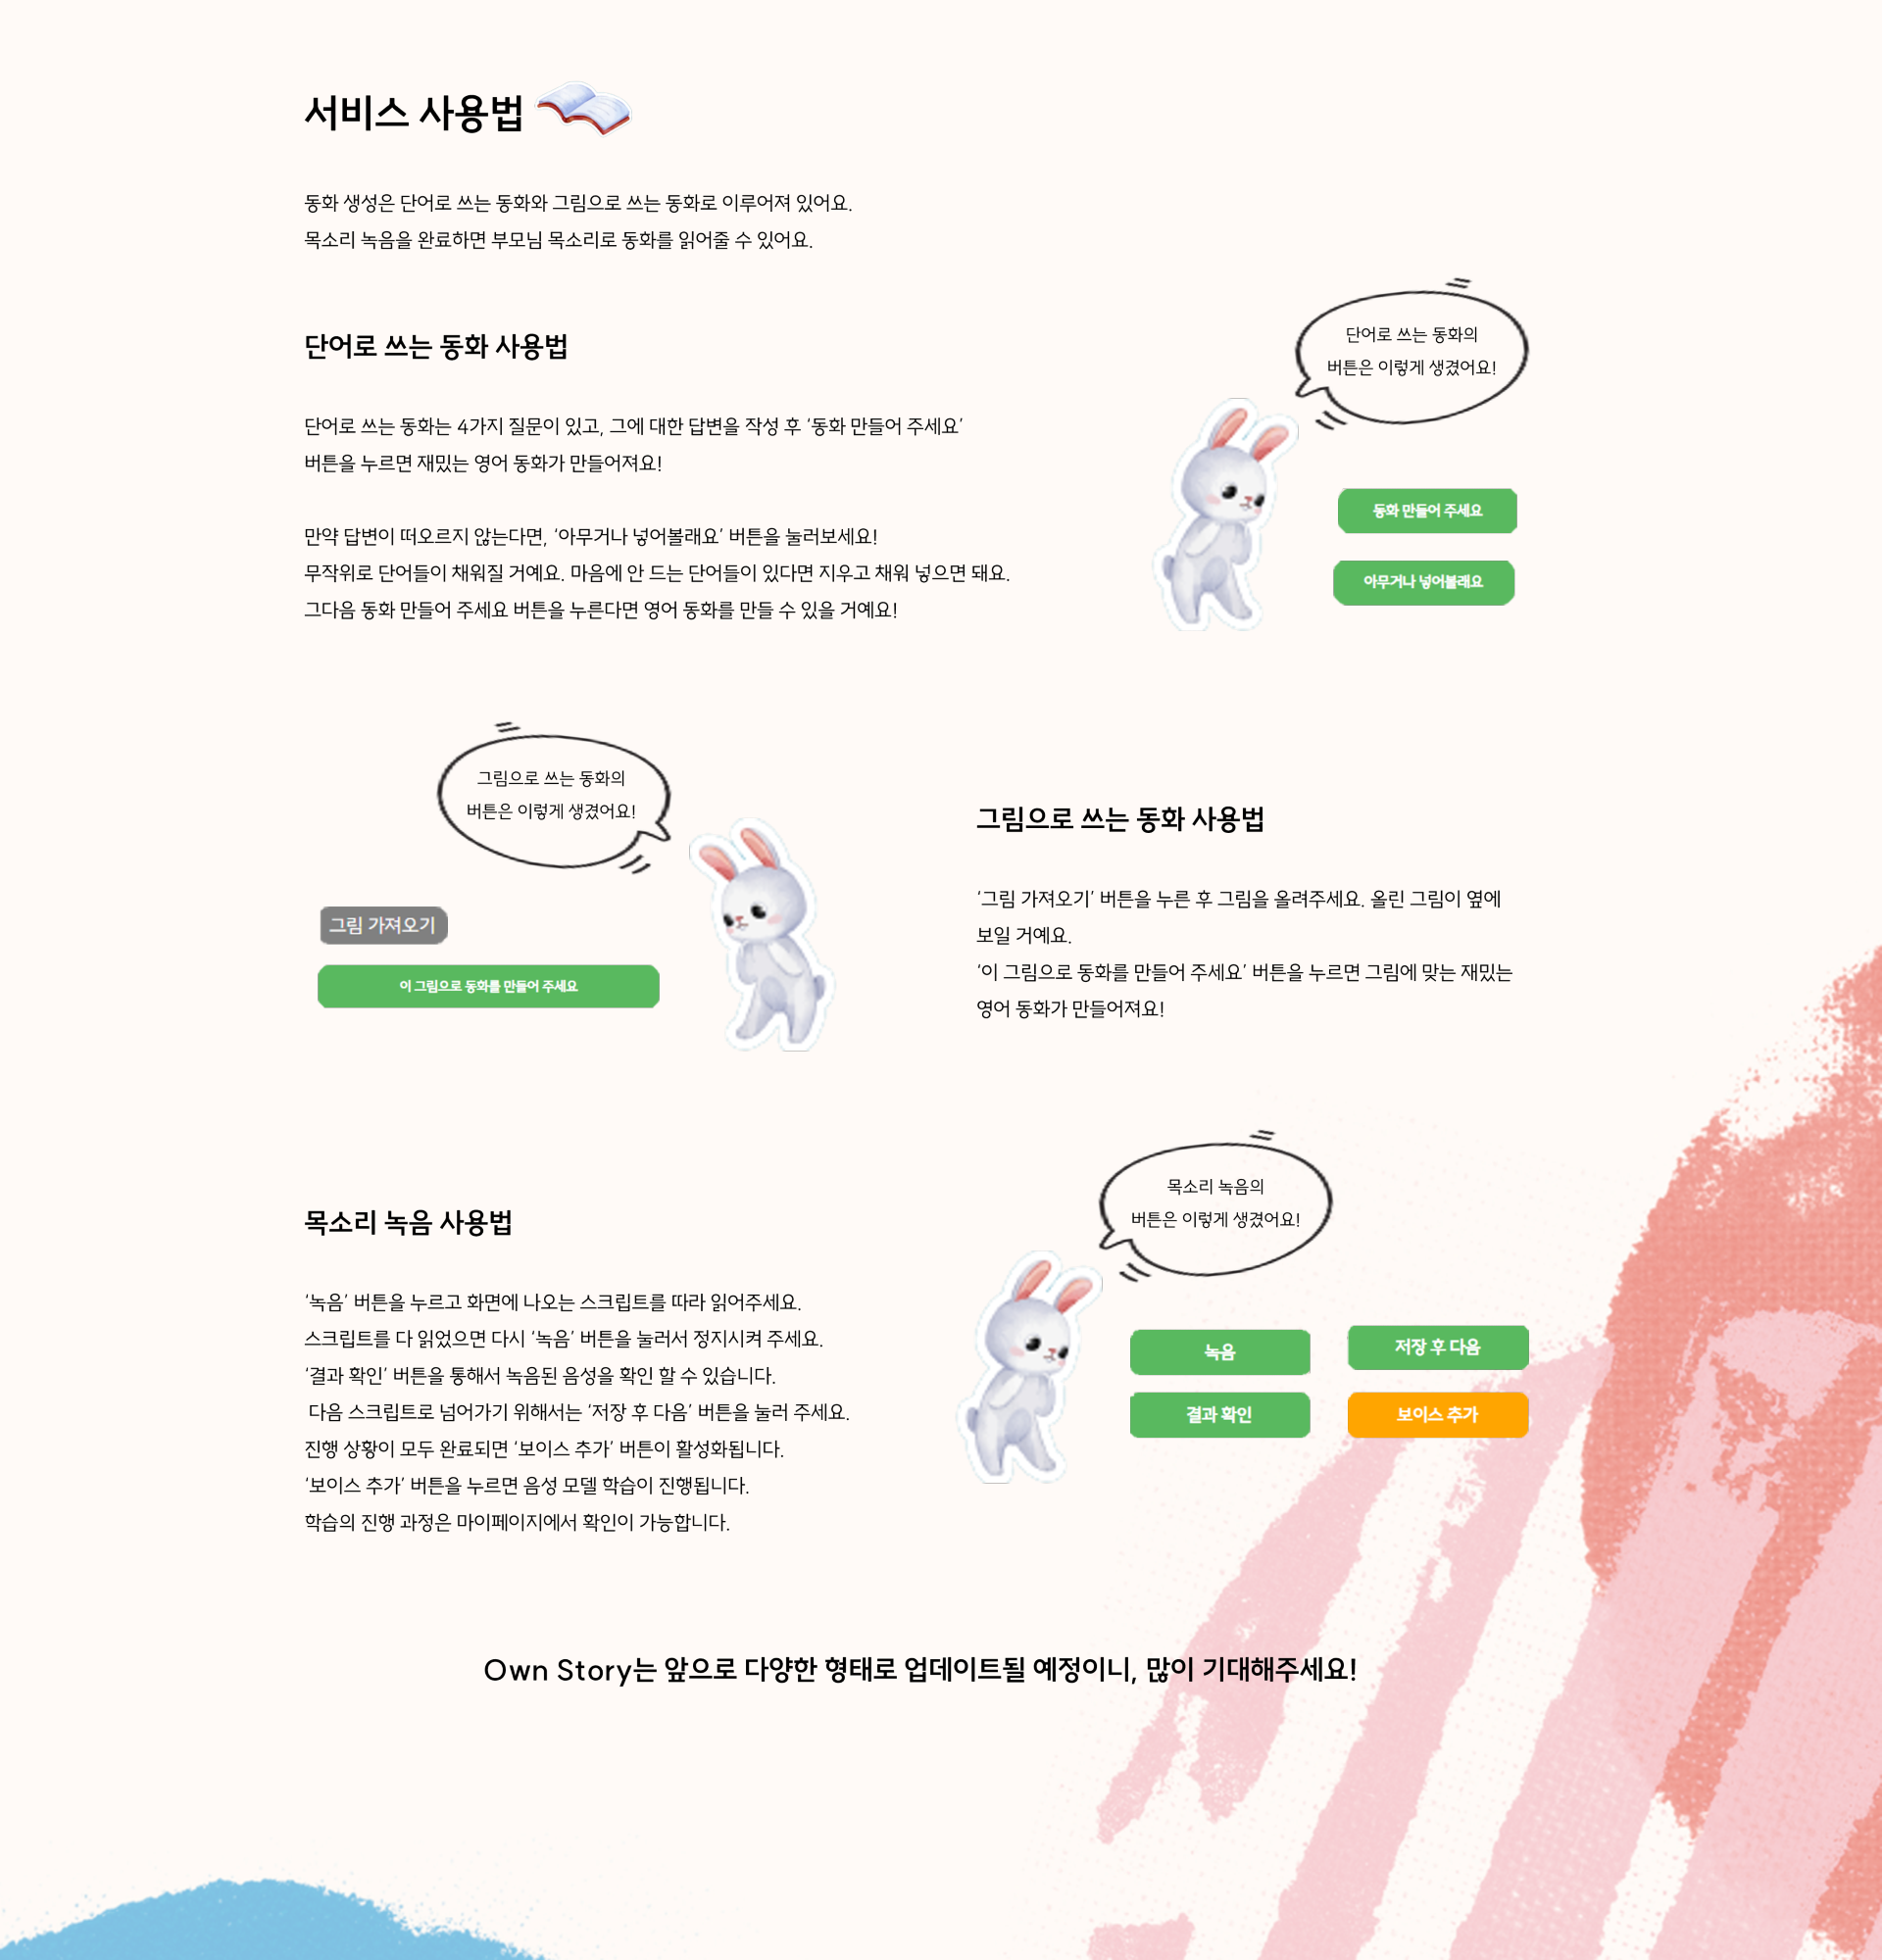 서비스 사용법
동화 생성은 단어로 쓰는 동화와 그림으로 쓰는 동화로 이루어져 있어요.
목소리 녹음을 완료하면 부모님 목소리로 동화를 읽어줄 수 있어요.
단어로 쓰는 동화 사용법
단어로 쓰는 동화는 4가지 질문이 있고, 그에 대한 답변을 작성 후 ‘동화 만들어 주세요’
버튼을 누르면 재밌는 영어 동화가 만들어져요!
만약 답변이 떠오르지 않는다면, ‘아무거나 넣어볼래요’ 버튼을 눌러보세요!
무작위로 단어들이 채워질 거예요. 마음에 안 드는 단어들이 있다면 지우고 채워 넣으면 돼요.
그다음 동화 만들어 주세요 버튼을 누른다면 영어 동화를 만들 수 있을 거예요!
단어로 쓰는 동화의
버튼은 이렇게 생겼어요!
동화 만들어 주세요
아무거나 넣어볼래요
그림으로 쓰는 동화의
버튼은 이렇게 생겼어요!
그림 가져오기
이 그림으로 동화를 만들어 주세요
그림으로 쓰는 동화 사용법
‘그림 가져오기’ 버튼을 누른 후 그림을 올려주세요. 올린 그림이 옆에
보일 거예요.
‘이 그림으로 동화를 만들어 주세요’ 버튼을 누르면 그림에 맞는 재밌는
영어 동화가 만들어져요!
목소리 녹음 사용법
‘녹음’ 버튼을 누르고 화면에 나오는 스크립트를 따라 읽어주세요.
스크립트를 다 읽었으면 다시 ‘녹음’ 버튼을 눌러서 정지시켜 주세요.
‘결과 확인’ 버튼을 통해서 녹음된 음성을 확인 할 수 있습니다.
다음 스크립트로 넘어가기 위해서는 ‘저장 후 다음’ 버튼을 눌러 주세요.
진행 상황이 모두 완료되면 ‘보이스 추가’ 버튼이 활성화됩니다.
‘보이스 추가’ 버튼을 누르면 음성 모델 학습이 진행됩니다.
학습의 진행 과정은 마이페이지에서 확인이 가능합니다.
목소리 녹음의
버튼은 이렇게 생겼어요!
녹음
저장 후 다음
결과 확인
보이스 추가
Own Story는 앞으로 다양한 형태로 업데이트될 예정이니, 많이 기대해주세요!